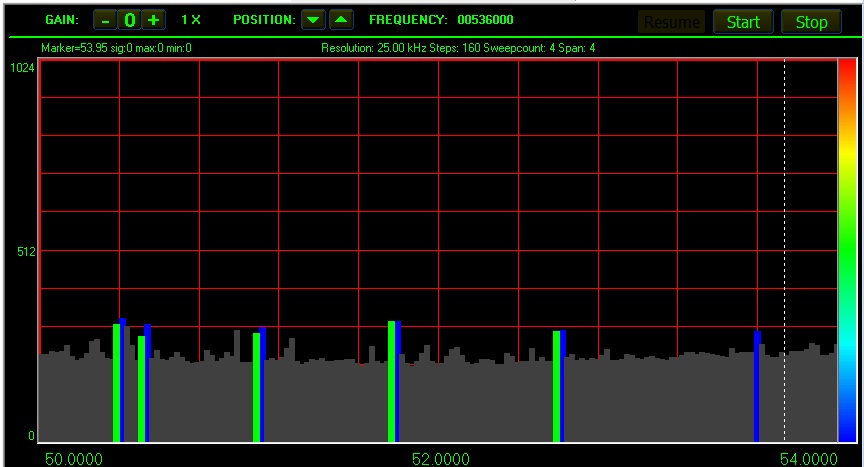 GAIN: - 0 + 1 X POSITION: FREQUENCY: 00536000 Resume Start Stop
Marker=53.95 sig:0 max:0 min:0 Resolution: 25.00 kHz Steps: 160 Sweepcount: 4 Span: 4
1024
512
0
50.0000 52.0000 54.0000